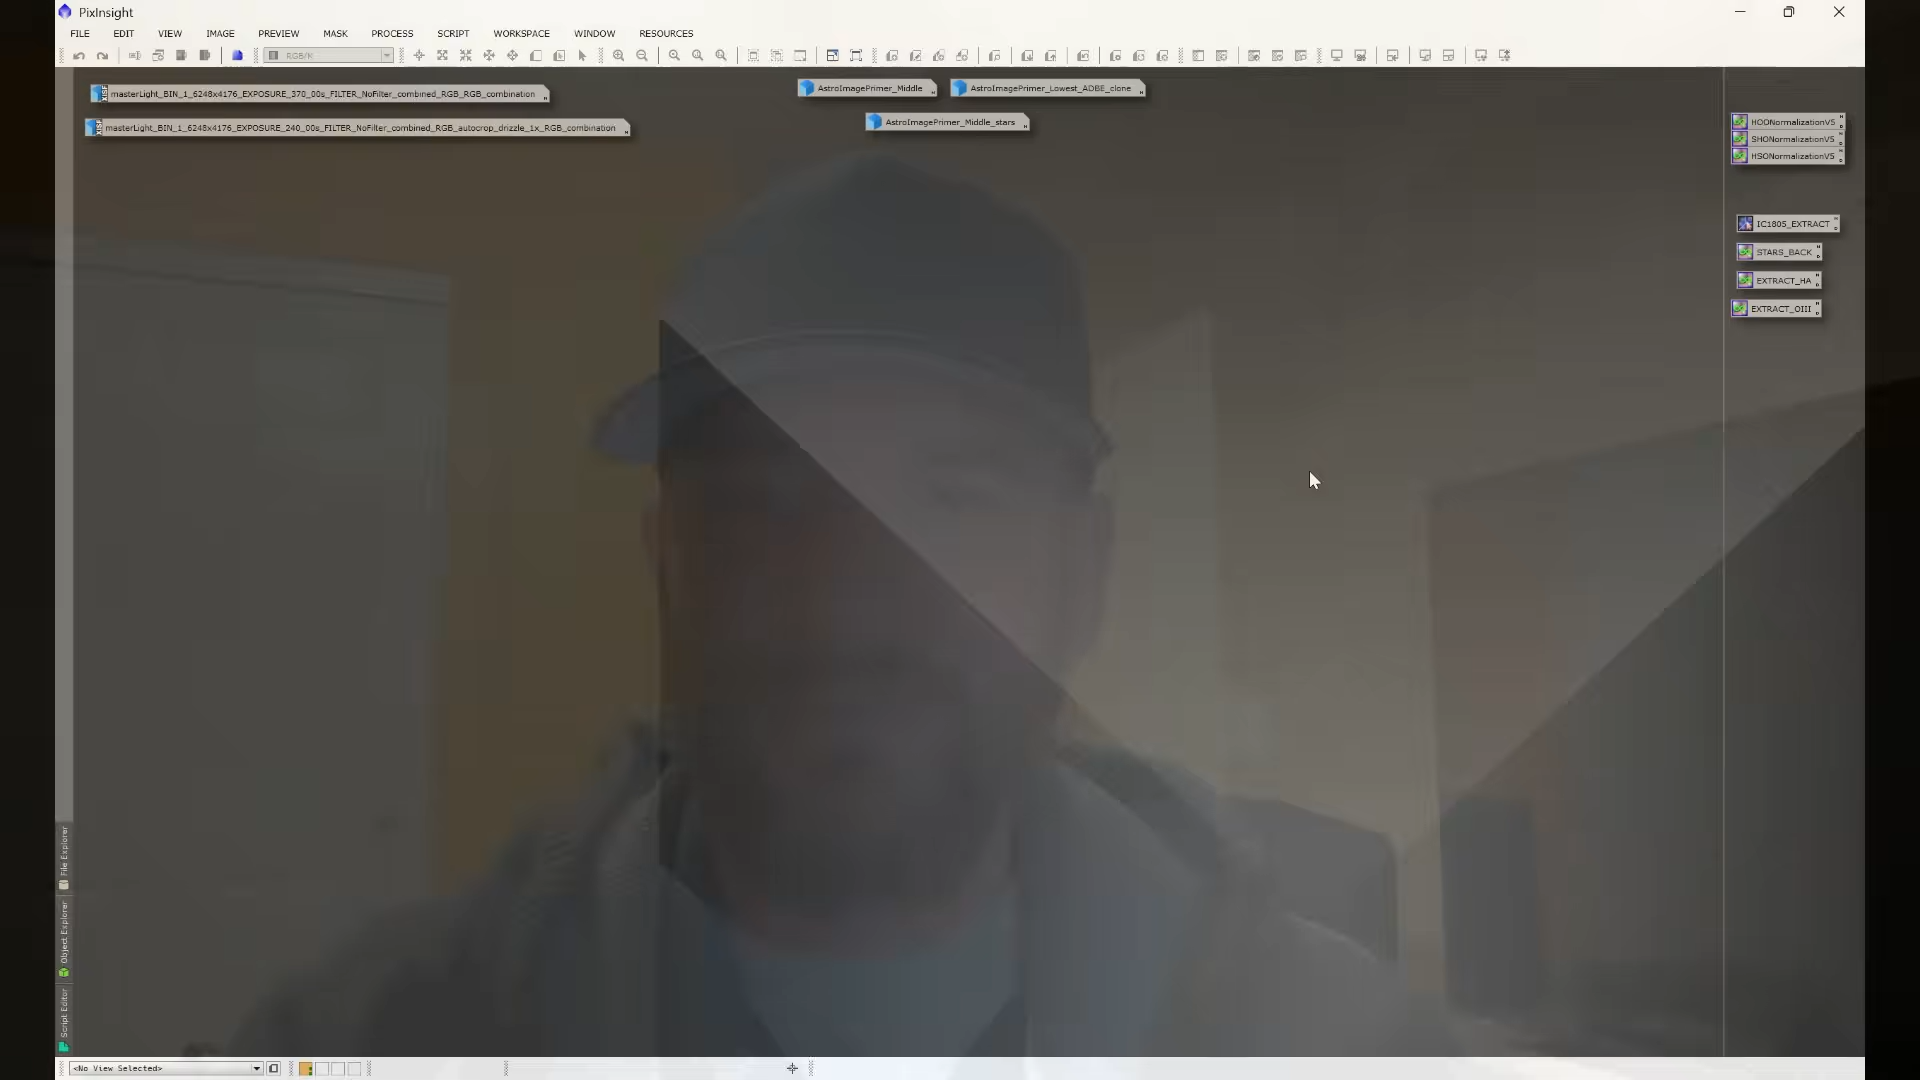 PixInsight
FILE EDIT VIEW IMAGE PREVIEW MASK PROCESS SCRIPT WORKSPACE WINDOW RESOURCES
RGB/K
masterLight_BIN_1_6248x4176_EXPOSURE_370_00s_FILTER_NoFilter_combined_RGB_RGB_combination
AstroImagePrimer_Middle
AstroImagePrimer_Lowest_ADBE_clone
masterLight_BIN_1_6248x4176_EXPOSURE_240_00s_FILTER_NoFilter_combined_RGB_autocrop_drizzle_1x_RGB_combination
AstroImagePrimer_Middle_stars
HOONormalizationV5
SHONormalizationV5
HSONormalizationV5
IC1805_EXTRACT
STARS_BACK
EXTRACT_HA
EXTRACT_OIII
File Explorer
Object Explorer
Script Editor
<No View Selected>